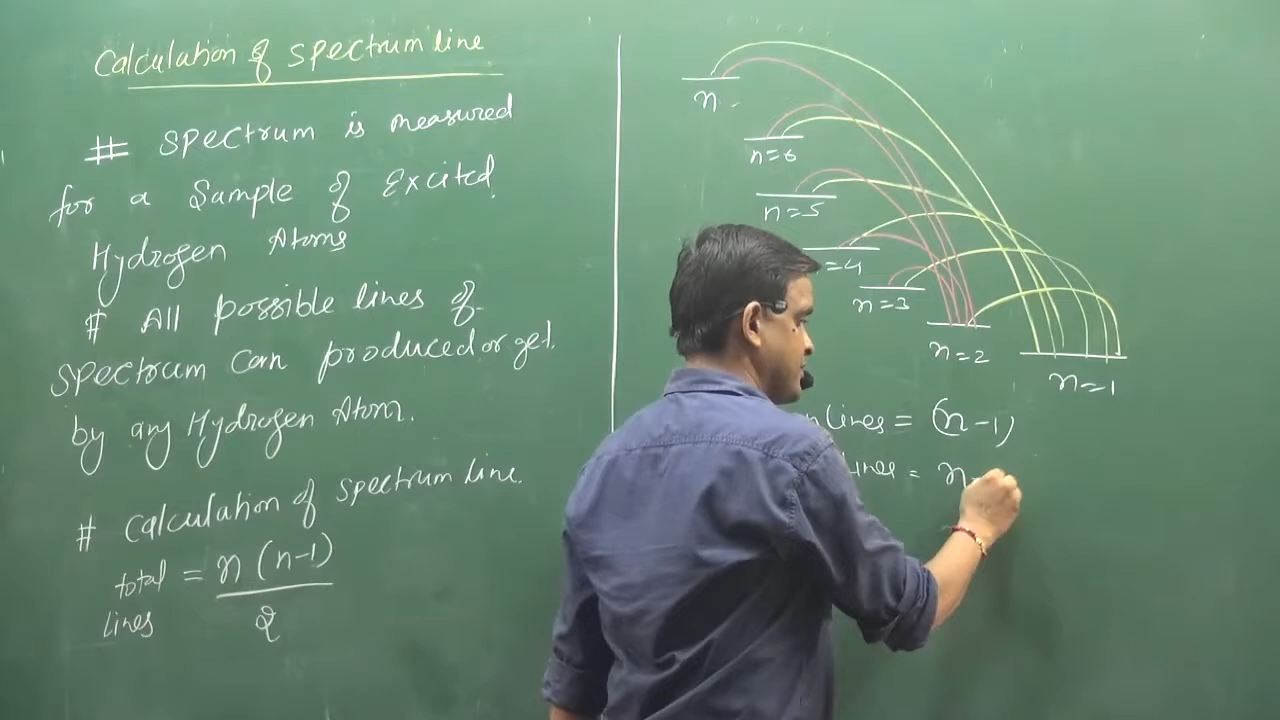 Calculation of spectrum line
# Spectrum is measured
for a Sample of Excited
Hydrogen Atoms
# All possible lines of
Spectrum can produced or get
by any Hydrogen Atom.
# Calculation of spectrum line.
total lines = n (n-1) / 2
n
n=6
n=5
=4
n=3
n=2
n=1
n lines = (n-1)
lines = n-